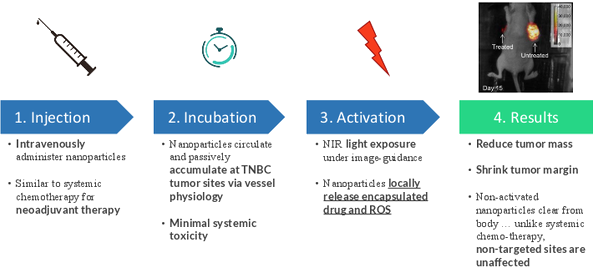 Treated
Untreated
Day 15
1. Injection
2. Incubation
3. Activation
4. Results
• Intravenously
administer nanoparticles
• Similar to systemic
chemotherapy for
neoadjuvant therapy
• Nanoparticles circulate
and passively
accumulate at TNBC
tumor sites via vessel
physiology
• Minimal systemic
toxicity
• NIR light exposure
under image-guidance
• Nanoparticles locally
release encapsulated
drug and ROS
• Reduce tumor mass
• Shrink tumor margin
• Non-activated
nanoparticles clear from
body … unlike systemic
chemo-therapy,
non-targeted sites are
unaffected